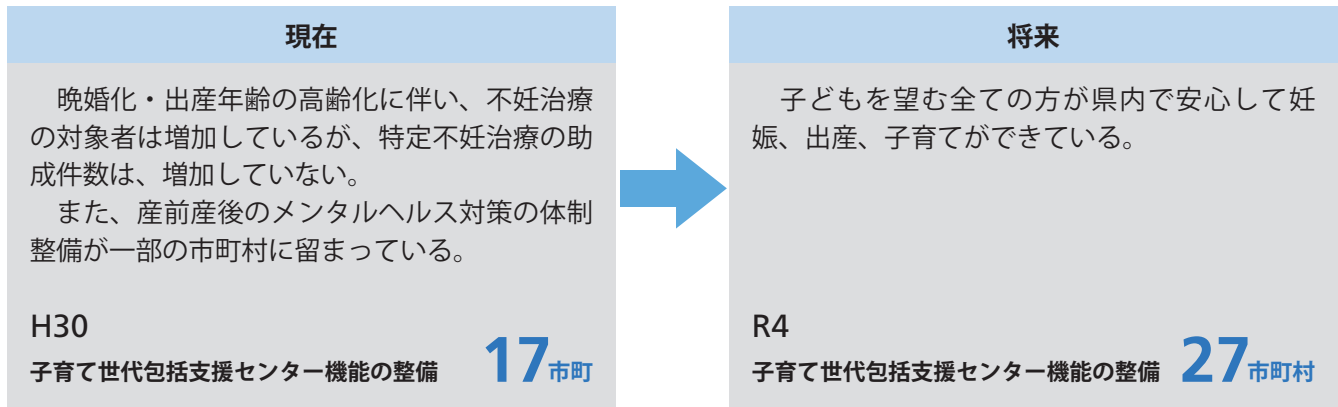 現在
晩婚化・出産年齢の高齢化に伴い、不妊治療
の対象者は増加しているが、特定不妊治療の助
成件数は、増加していない。
また、産前産後のメンタルヘルス対策の体制
整備が一部の市町村に留まっている。
H30
子育て世代包括支援センター機能の整備 17市町
将来
子どもを望む全ての方が県内で安心して妊
娠、出産、子育てができている。
R4
子育て世代包括支援センター機能の整備 27市町村